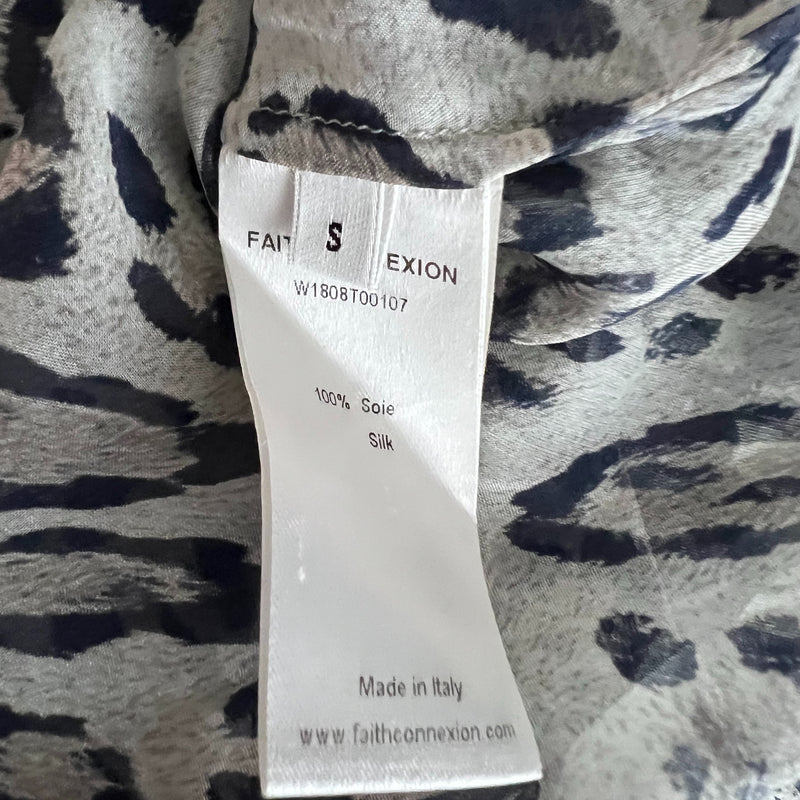 S
FAIT EXION
W1808T00107
100% Soie
Silk
Made in Italy
www.faithconnexion.com